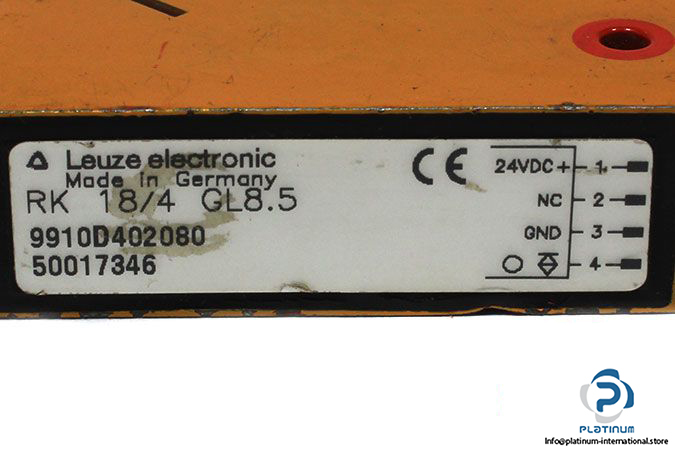 Leuze electronic
Made in Germany
RK 18/4 GL8.5
9910D402080
50017346
CE
24VDC+ 1
NC 2
GND 3
4
PLATINUM
Info@platinum-international.store